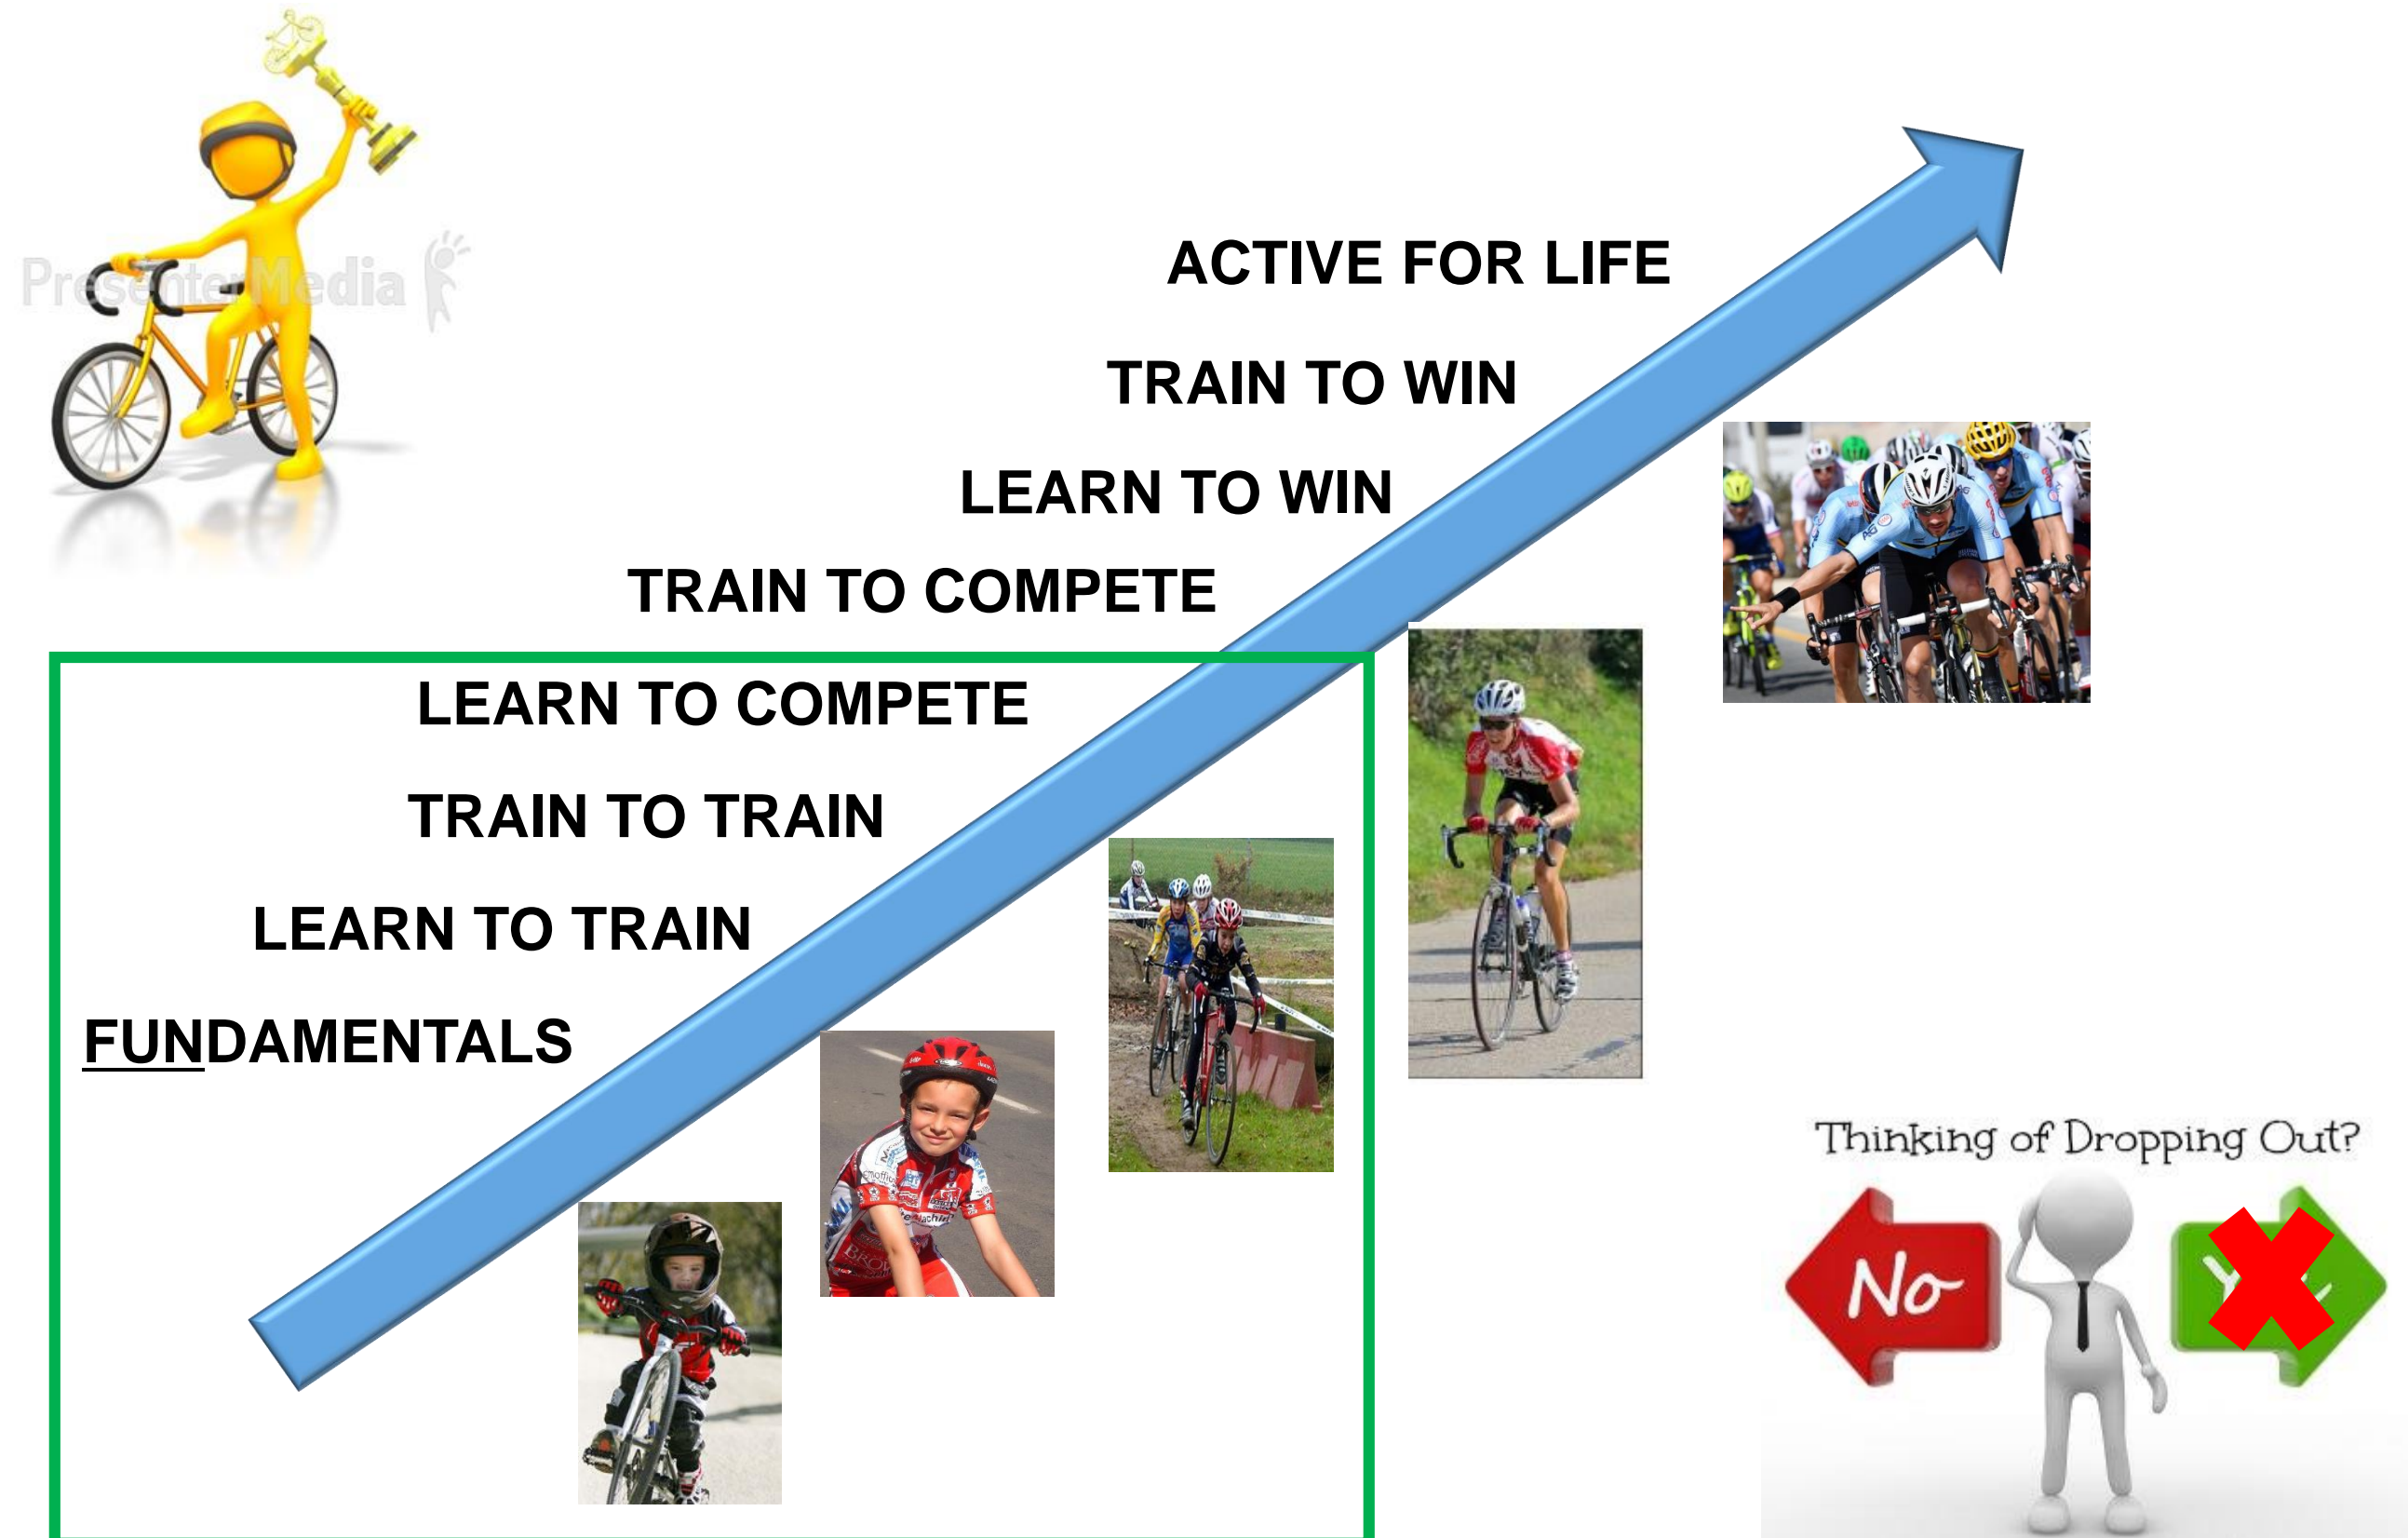 PresenterMedia
ACTIVE FOR LIFE
TRAIN TO WIN
LEARN TO WIN
TRAIN TO COMPETE
LEARN TO COMPETE
TRAIN TO TRAIN
LEARN TO TRAIN
FUNDAMENTALS
Thinking of Dropping Out?
No